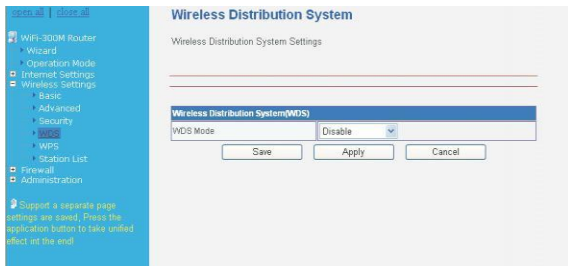 open all | close all
WiFi-300M Router
Wizard
Operation Mode
Internet Settings
Wireless Settings
Basic
Advanced
Security
WDS
WPS
Station List
Firewall
Administration
Support a separate page
settings are saved, Press the
application button to take unified
effect int the end!
Wireless Distribution System
Wireless Distribution System Settings
Wireless Distribution System(WDS)
WDS Mode Disable
Save Apply Cancel